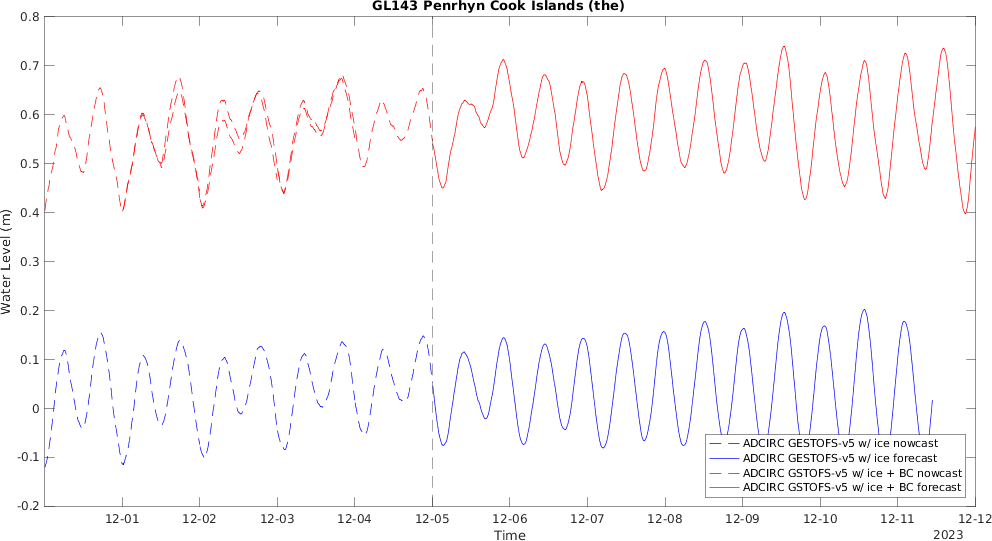 GL143 Penrhyn Cook Islands (the)
0.8
0.7
0.6
0.5
0.4
0.3
0.2
0.1
0
-0.1
-0.2
Water Level (m)
ADCIRC GESTOFS-v5 w/ ice nowcast
ADCIRC GESTOFS-v5 w/ ice forecast
ADCIRC GSTOFS-v5 w/ ice + BC nowcast
ADCIRC GSTOFS-v5 w/ ice + BC forecast
12-01 12-02 12-03 12-04 12-05 12-06 12-07 12-08 12-09 12-10 12-11 12-12
Time
2023